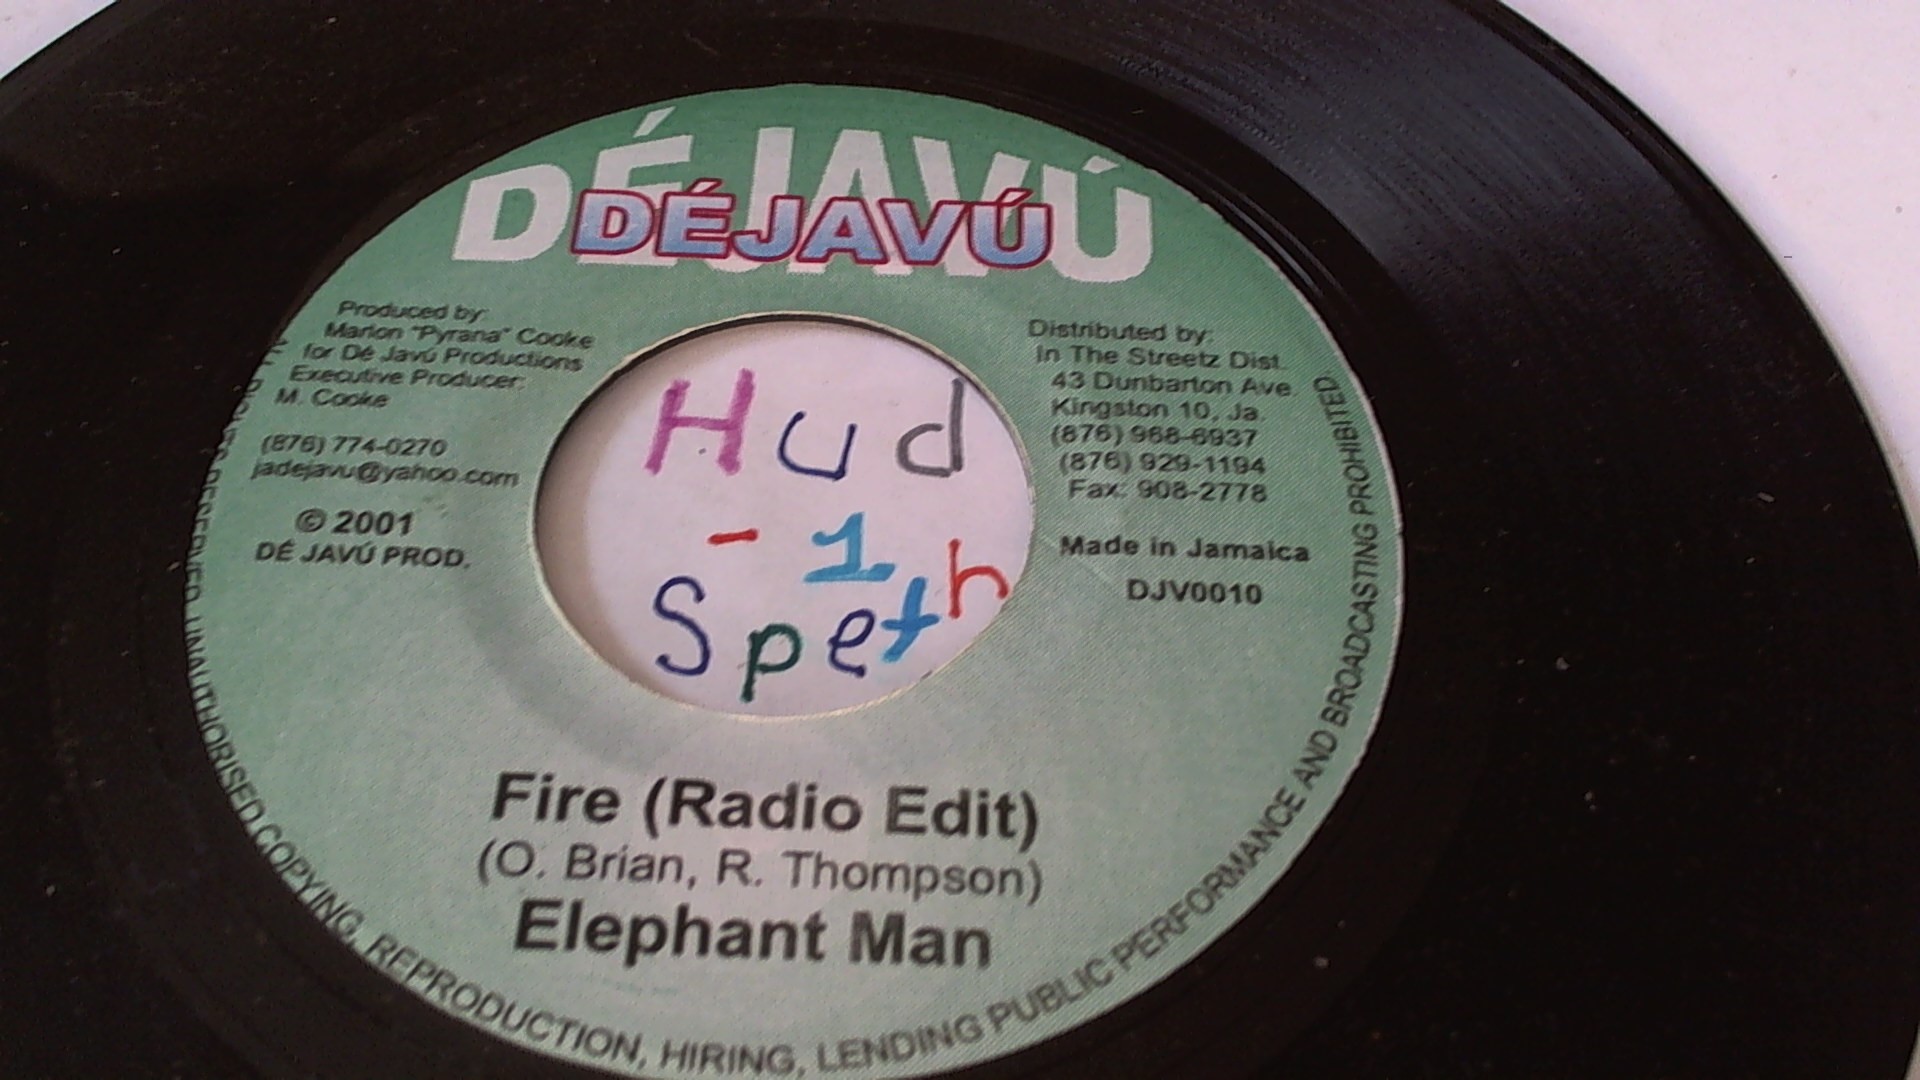 DÉJAVÚ
DÉJAVÚ
Produced by:
Marlon "Pyrana" Cooke
for Dé Javú Productions
Executive Producer:
M. Cooke
(876) 774-0270
jadejavu@yahoo.com
© 2001
DÉ JAVÚ PROD.
Distributed by:
In The Streetz Dist.
43 Dunbarton Ave.
Kingston 10, Ja.
(876) 968-6937
(876) 929-1194
Fax: 908-2778
Made in Jamaica
DJV0010
Hud
-1
Speth
Fire (Radio Edit)
(O. Brian, R. Thompson)
Elephant Man
UNAUTHORISED COPYING, REPRODUCTION, HIRING, LENDING PUBLIC PERFORMANCE AND BROADCASTING PROHIBITED.